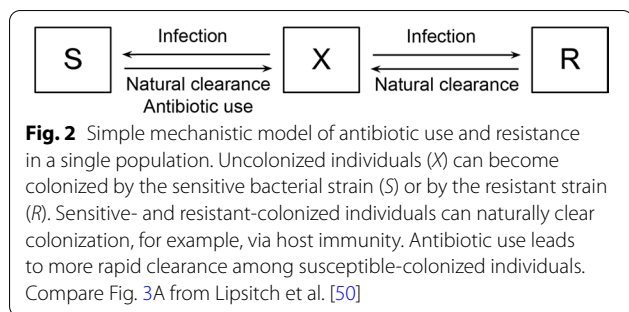 Infection Infection
S X R
Natural clearance Natural clearance
Antibiotic use
Fig. 2 Simple mechanistic model of antibiotic use and resistance
in a single population. Uncolonized individuals (X) can become
colonized by the sensitive bacterial strain (S) or by the resistant strain
(R). Sensitive- and resistant-colonized individuals can naturally clear
colonization, for example, via host immunity. Antibiotic use leads
to more rapid clearance among susceptible-colonized individuals.
Compare Fig. 3A from Lipsitch et al. [50]